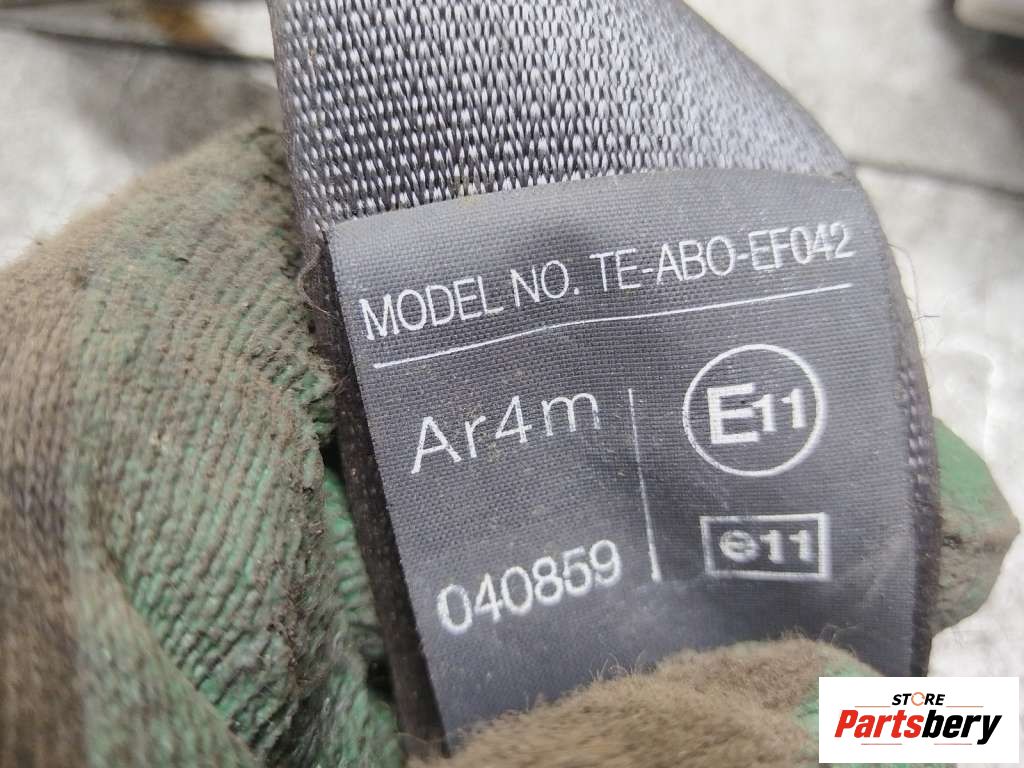 MODEL NO. TE-ABO-EF042
Ar4m
E11
040859
e11
STORE
Partsbery